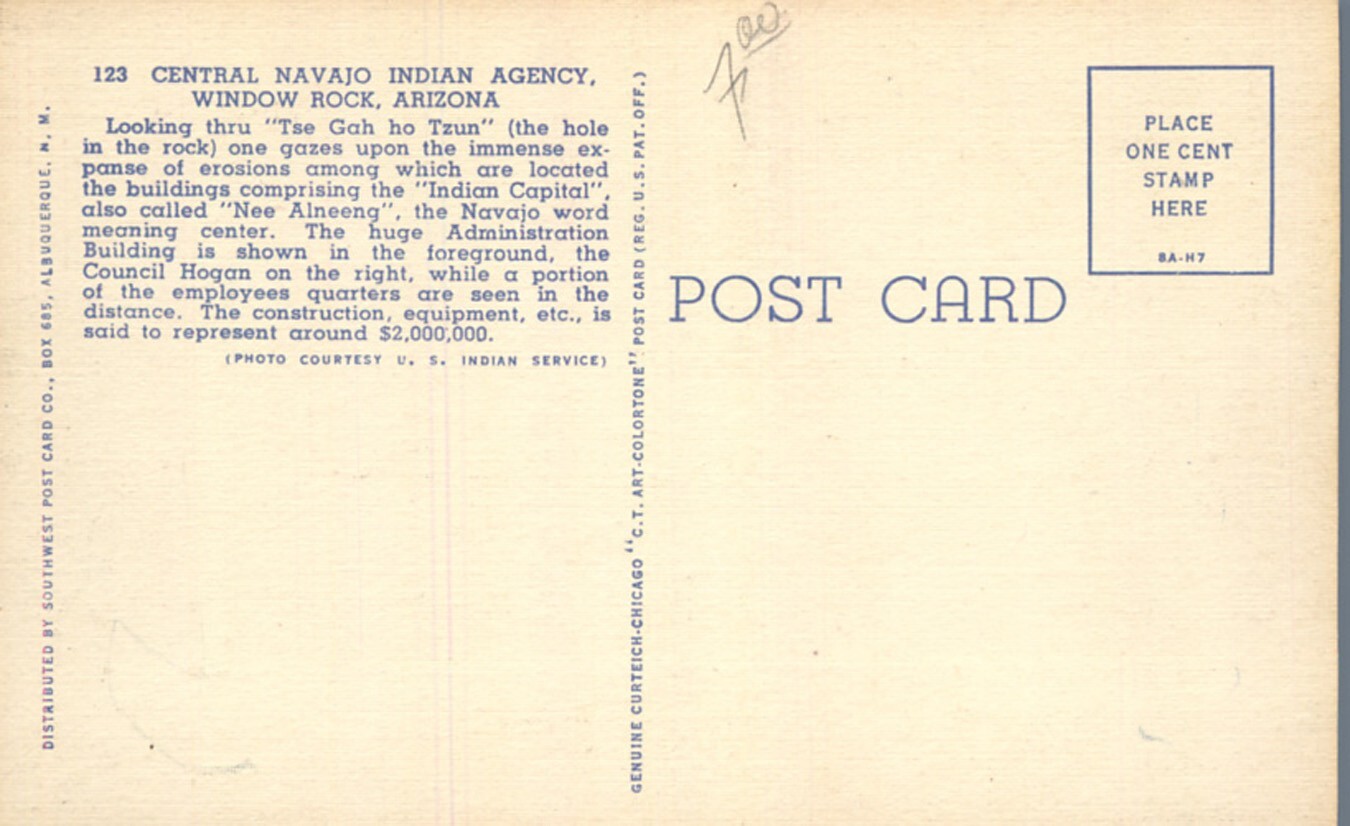 123 CENTRAL NAVAJO INDIAN AGENCY,
WINDOW ROCK, ARIZONA
Looking thru "Tse Gah ho Tzun" (the hole
in the rock) one gazes upon the immense ex-
panse of erosions among which are located
the buildings comprising the "Indian Capital",
also called "Nee Alneeng", the Navajo word
meaning center. The huge Administration
Building is shown in the foreground, the
Council Hogan on the right, while a portion
of the employees quarters are seen in the
distance. The construction, equipment, etc., is
said to represent around $2,000,000.
(PHOTO COURTESY U. S. INDIAN SERVICE)
DISTRIBUTED BY SOUTHWEST POST CARD CO., BOX 685, ALBUQUERQUE, N. M.
GENUINE CURTEICH-CHICAGO "C.T. ART-COLORTONE" POST CARD (REG. U.S. PAT. OFF.)
7.00
POST CARD
PLACE
ONE CENT
STAMP
HERE
8A-H7